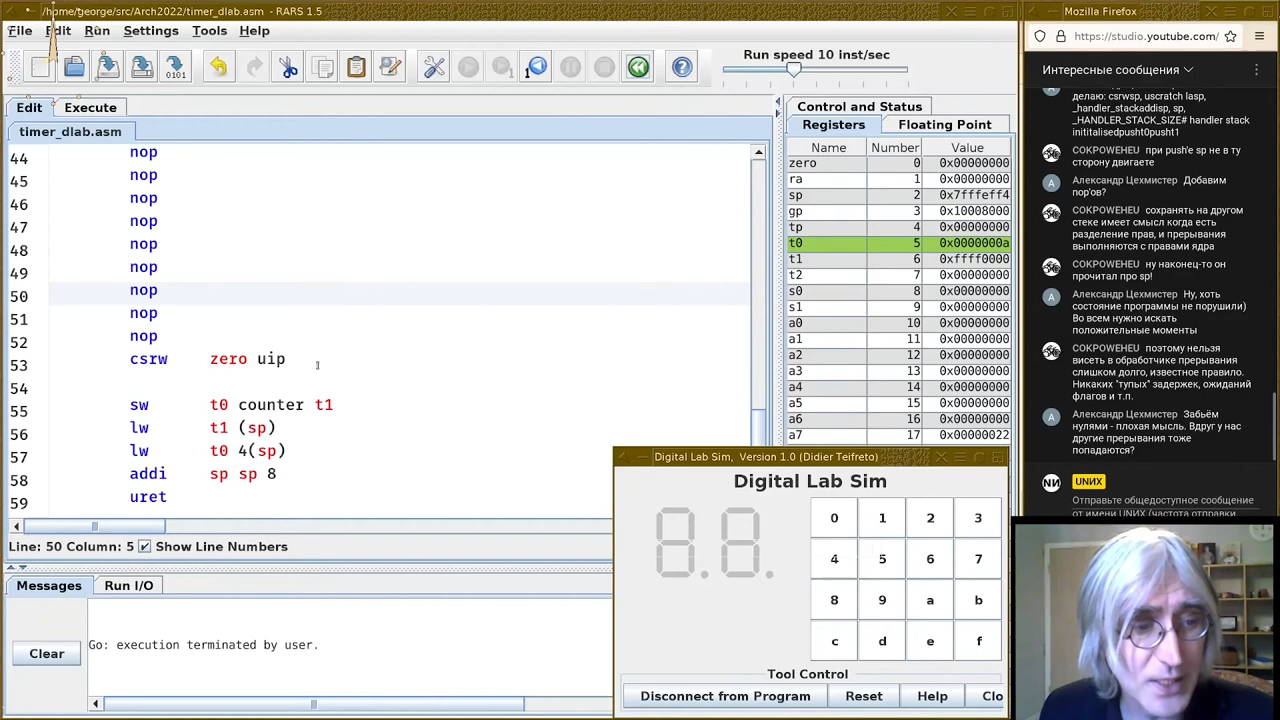 /home/george/src/Arch2022/timer_dlab.asm - RARS 1.5
File Edit Run Settings Tools Help
Run speed 10 inst/sec
Edit Execute
timer_dlab.asm
44 nop
45 nop
46 nop
47 nop
48 nop
49 nop
50 nop
51 nop
52 nop
53 csrw zero uip
54
55 sw t0 counter t1
56 lw t1 (sp)
57 lw t0 4(sp)
58 addi sp sp 8
59 uret
Line: 50 Column: 5 Show Line Numbers
Messages Run I/O
Go: execution terminated by user.
Clear
Control and Status
Registers Floating Point
Name Number Value
zero 0 0x00000000
ra 1 0x00000000
sp 2 0x7fffeff4
gp 3 0x10008000
tp 4 0x00000000
t0 5 0x0000000a
t1 6 0xffff0000
t2 7 0x00000000
s0 8 0x00000000
s1 9 0x00000000
a0 10 0x00000000
a1 11 0x00000000
a2 12 0x00000000
a3 13 0x00000000
a4 14 0x00000000
a5 15 0x00000000
a6 16 0x00000000
a7 17 0x00000022
Digital Lab Sim, Version 1.0 (Didier Teifreto)
Digital Lab Sim
8.8.
0 1 2 3
4 5 6 7
8 9 a b
c d e f
Tool Control
Disconnect from Program Reset Help Clo
Mozilla Firefox
https://studio.youtube.com/
Интересные сообщения
делаю: csrwsp, uscratch lasp,
_handler_stackaddisp, sp,
_HANDLER_STACK_SIZE# handler stack
inititalisedpusht0pusht1
COKPOWEHEU при push'е sp не в ту
сторону двигаете
Александр Цехмистер Добавим
nop'ов?
COKPOWEHEU сохранять на другом
стеке имеет смысл когда есть
разделение прав, и прерывания
выполняются с правами ядра
COKPOWEHEU ну наконец-то он
прочитал про sp!
Александр Цехмистер Ну, хоть
состояние программы не порушили)
Во всем нужно искать
положительные моменты
COKPOWEHEU поэтому нельзя
висеть в обработчике прерывания
слишком долго, известное правило.
Никаких "тупых" задержек, ожиданий
флагов и т.п.
Александр Цехмистер Забьём
нулями - плохая мысль. Вдруг у нас
другие прерывания тоже
попадаются?
UNИX
Отправьте общедоступное сообщение
от имени UNИX (частота отправки